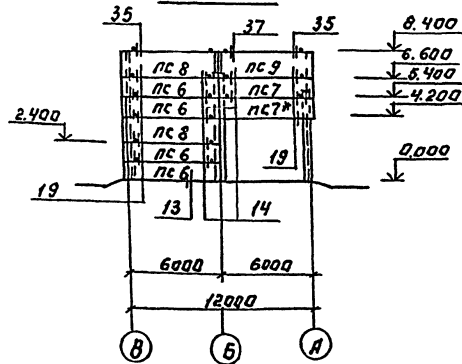 35 37 35
8.400
6.600
5.400
4.200
2.400
0.000
пс 8 пс 9
пс 6 пс7
пс 6 пс7*
пс 8
пс 6
пс 6
19 13 14 19
6000 6000
12000
В Б А